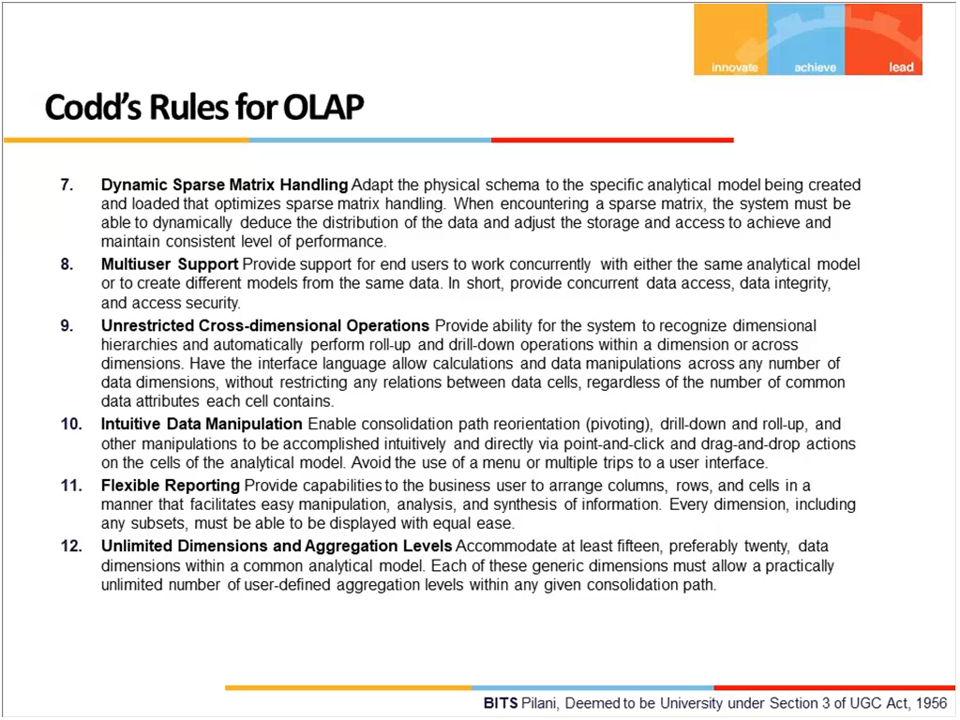 innovate achieve lead
Codd's Rules for OLAP
7. Dynamic Sparse Matrix Handling Adapt the physical schema to the specific analytical model being created
and loaded that optimizes sparse matrix handling. When encountering a sparse matrix, the system must be
able to dynamically deduce the distribution of the data and adjust the storage and access to achieve and
maintain consistent level of performance.
8. Multiuser Support Provide support for end users to work concurrently with either the same analytical model
or to create different models from the same data. In short, provide concurrent data access, data integrity,
and access security.
9. Unrestricted Cross-dimensional Operations Provide ability for the system to recognize dimensional
hierarchies and automatically perform roll-up and drill-down operations within a dimension or across
dimensions. Have the interface language allow calculations and data manipulations across any number of
data dimensions, without restricting any relations between data cells, regardless of the number of common
data attributes each cell contains.
10. Intuitive Data Manipulation Enable consolidation path reorientation (pivoting), drill-down and roll-up, and
other manipulations to be accomplished intuitively and directly via point-and-click and drag-and-drop actions
on the cells of the analytical model. Avoid the use of a menu or multiple trips to a user interface.
11. Flexible Reporting Provide capabilities to the business user to arrange columns, rows, and cells in a
manner that facilitates easy manipulation, analysis, and synthesis of information. Every dimension, including
any subsets, must be able to be displayed with equal ease.
12. Unlimited Dimensions and Aggregation Levels Accommodate at least fifteen, preferably twenty, data
dimensions within a common analytical model. Each of these generic dimensions must allow a practically
unlimited number of user-defined aggregation levels within any given consolidation path.
BITS Pilani, Deemed to be University under Section 3 of UGC Act, 1956